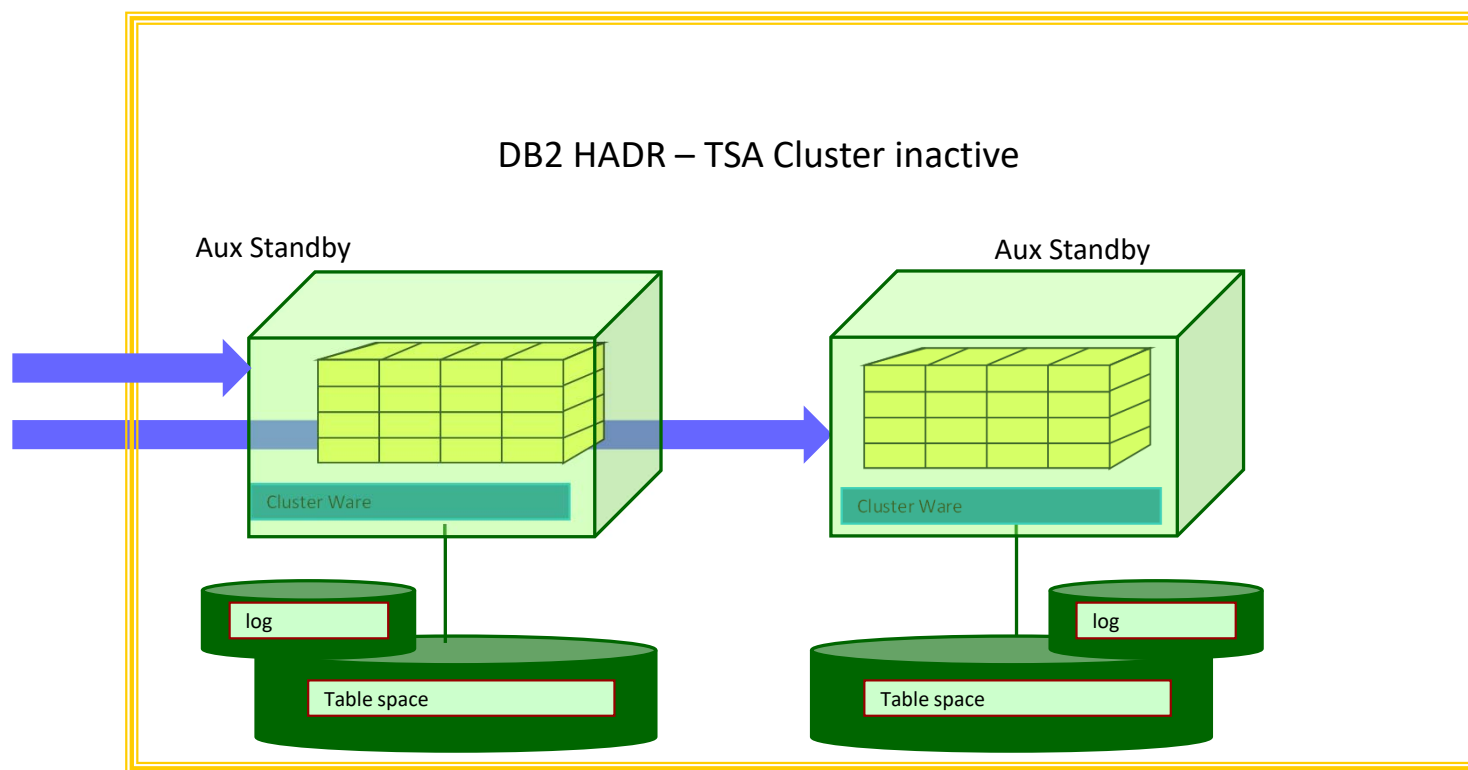 DB2 HADR – TSA Cluster inactive
Aux Standby
Aux Standby
Cluster Ware
Cluster Ware
log
log
Table space
Table space